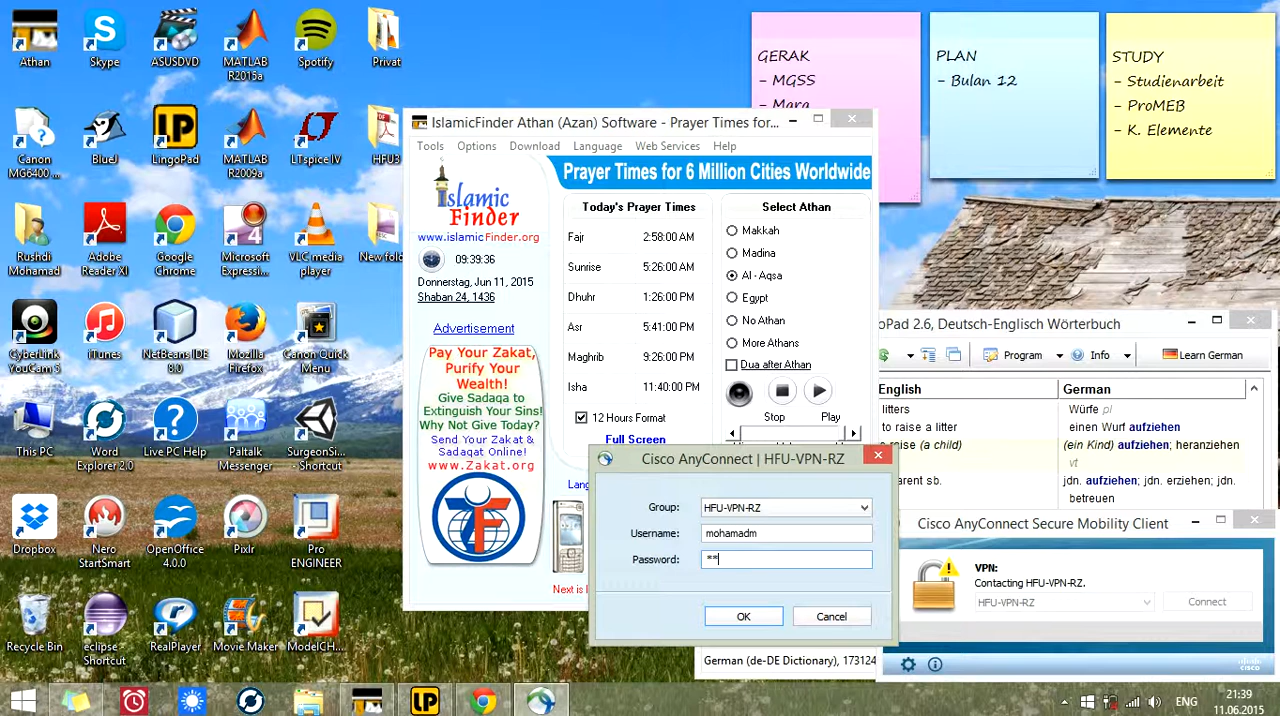 Athan
Skype
ASUSDVD
MATLAB
R2015a
Spotify
Privat
Canon
MG6400 ...
BlueJ
LingoPad
MATLAB
R2009a
LTspice IV
HFU3
Rushdi
Mohamad
Adobe
Reader XI
Google
Chrome
Microsoft
Expressi...
VLC media
player
New fol
CyberLink
YouCam 5
iTunes
NetBeans IDE
8.0
Mozilla
Firefox
Canon Quick
Menu
This PC
Word
Explorer 2.0
Live PC Help
Paltalk
Messenger
SurgeonSi...
- Shortcut
Dropbox
Nero
StartSmart
OpenOffice
4.0.0
Pixlr
Pro
ENGINEER
Recycle Bin
eclipse -
Shortcut
RealPlayer
Movie Maker
ModelCH...
GERAK
- MGSS
- Mara
PLAN
- Bulan 12
STUDY
- Studienarbeit
- ProMEB
- K. Elemente
IslamicFinder Athan (Azan) Software - Prayer Times for...
Tools Options Download Language Web Services Help
Islamic
Finder
www.islamicFinder.org
09:39:36
Donnerstag, Jun 11, 2015
Shaban 24, 1436
Advertisement
Pay Your Zakat,
Purify Your
Wealth!
Give Sadaqa to
Extinguish Your Sins!
Why Not Give Today?
Send Your Zakat &
Sadaqat Online!
www.Zakat.org
Prayer Times for 6 Million Cities Worldwide
Today's Prayer Times
Fajr 2:58:00 AM
Sunrise 5:26:00 AM
Dhuhr 1:26:00 PM
Asr 5:41:00 PM
Maghrib 9:26:00 PM
Isha 11:40:00 PM
12 Hours Format
Full Screen
Lang
Next is
Select Athan
Makkah
Madina
Al - Aqsa
Egypt
No Athan
More Athans
Dua after Athan
Stop Play
oPad 2.6, Deutsch-Englisch Wörterbuch
Program Info Learn German
English German
litters Würfe pl
to raise a litter einen Wurf aufziehen
raise (a child) (ein Kind) aufziehen; heranziehen
vt
arent sb. jdn. aufziehen; jdn. erziehen; jdn.
betreuen
German (de-DE Dictionary), 173124
Cisco AnyConnect | HFU-VPN-RZ
Group: HFU-VPN-RZ
Username: mohamadm
Password: **
OK Cancel
Cisco AnyConnect Secure Mobility Client
VPN:
Contacting HFU-VPN-RZ.
HFU-VPN-RZ Connect
cisco
LP
ENG
21:39
11.06.2015